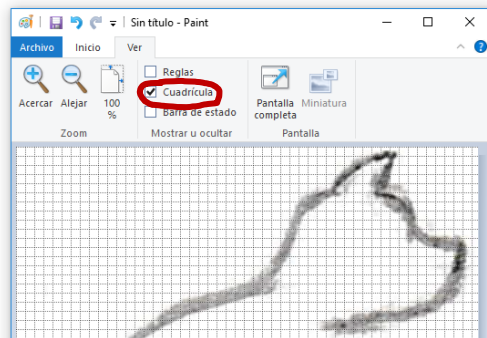 Sin título - Paint
Archivo Inicio Ver
Acercar Alejar 100 %
Reglas
Cuadrícula
Barra de estado
Pantalla completa Miniatura
Zoom Mostrar u ocultar Pantalla